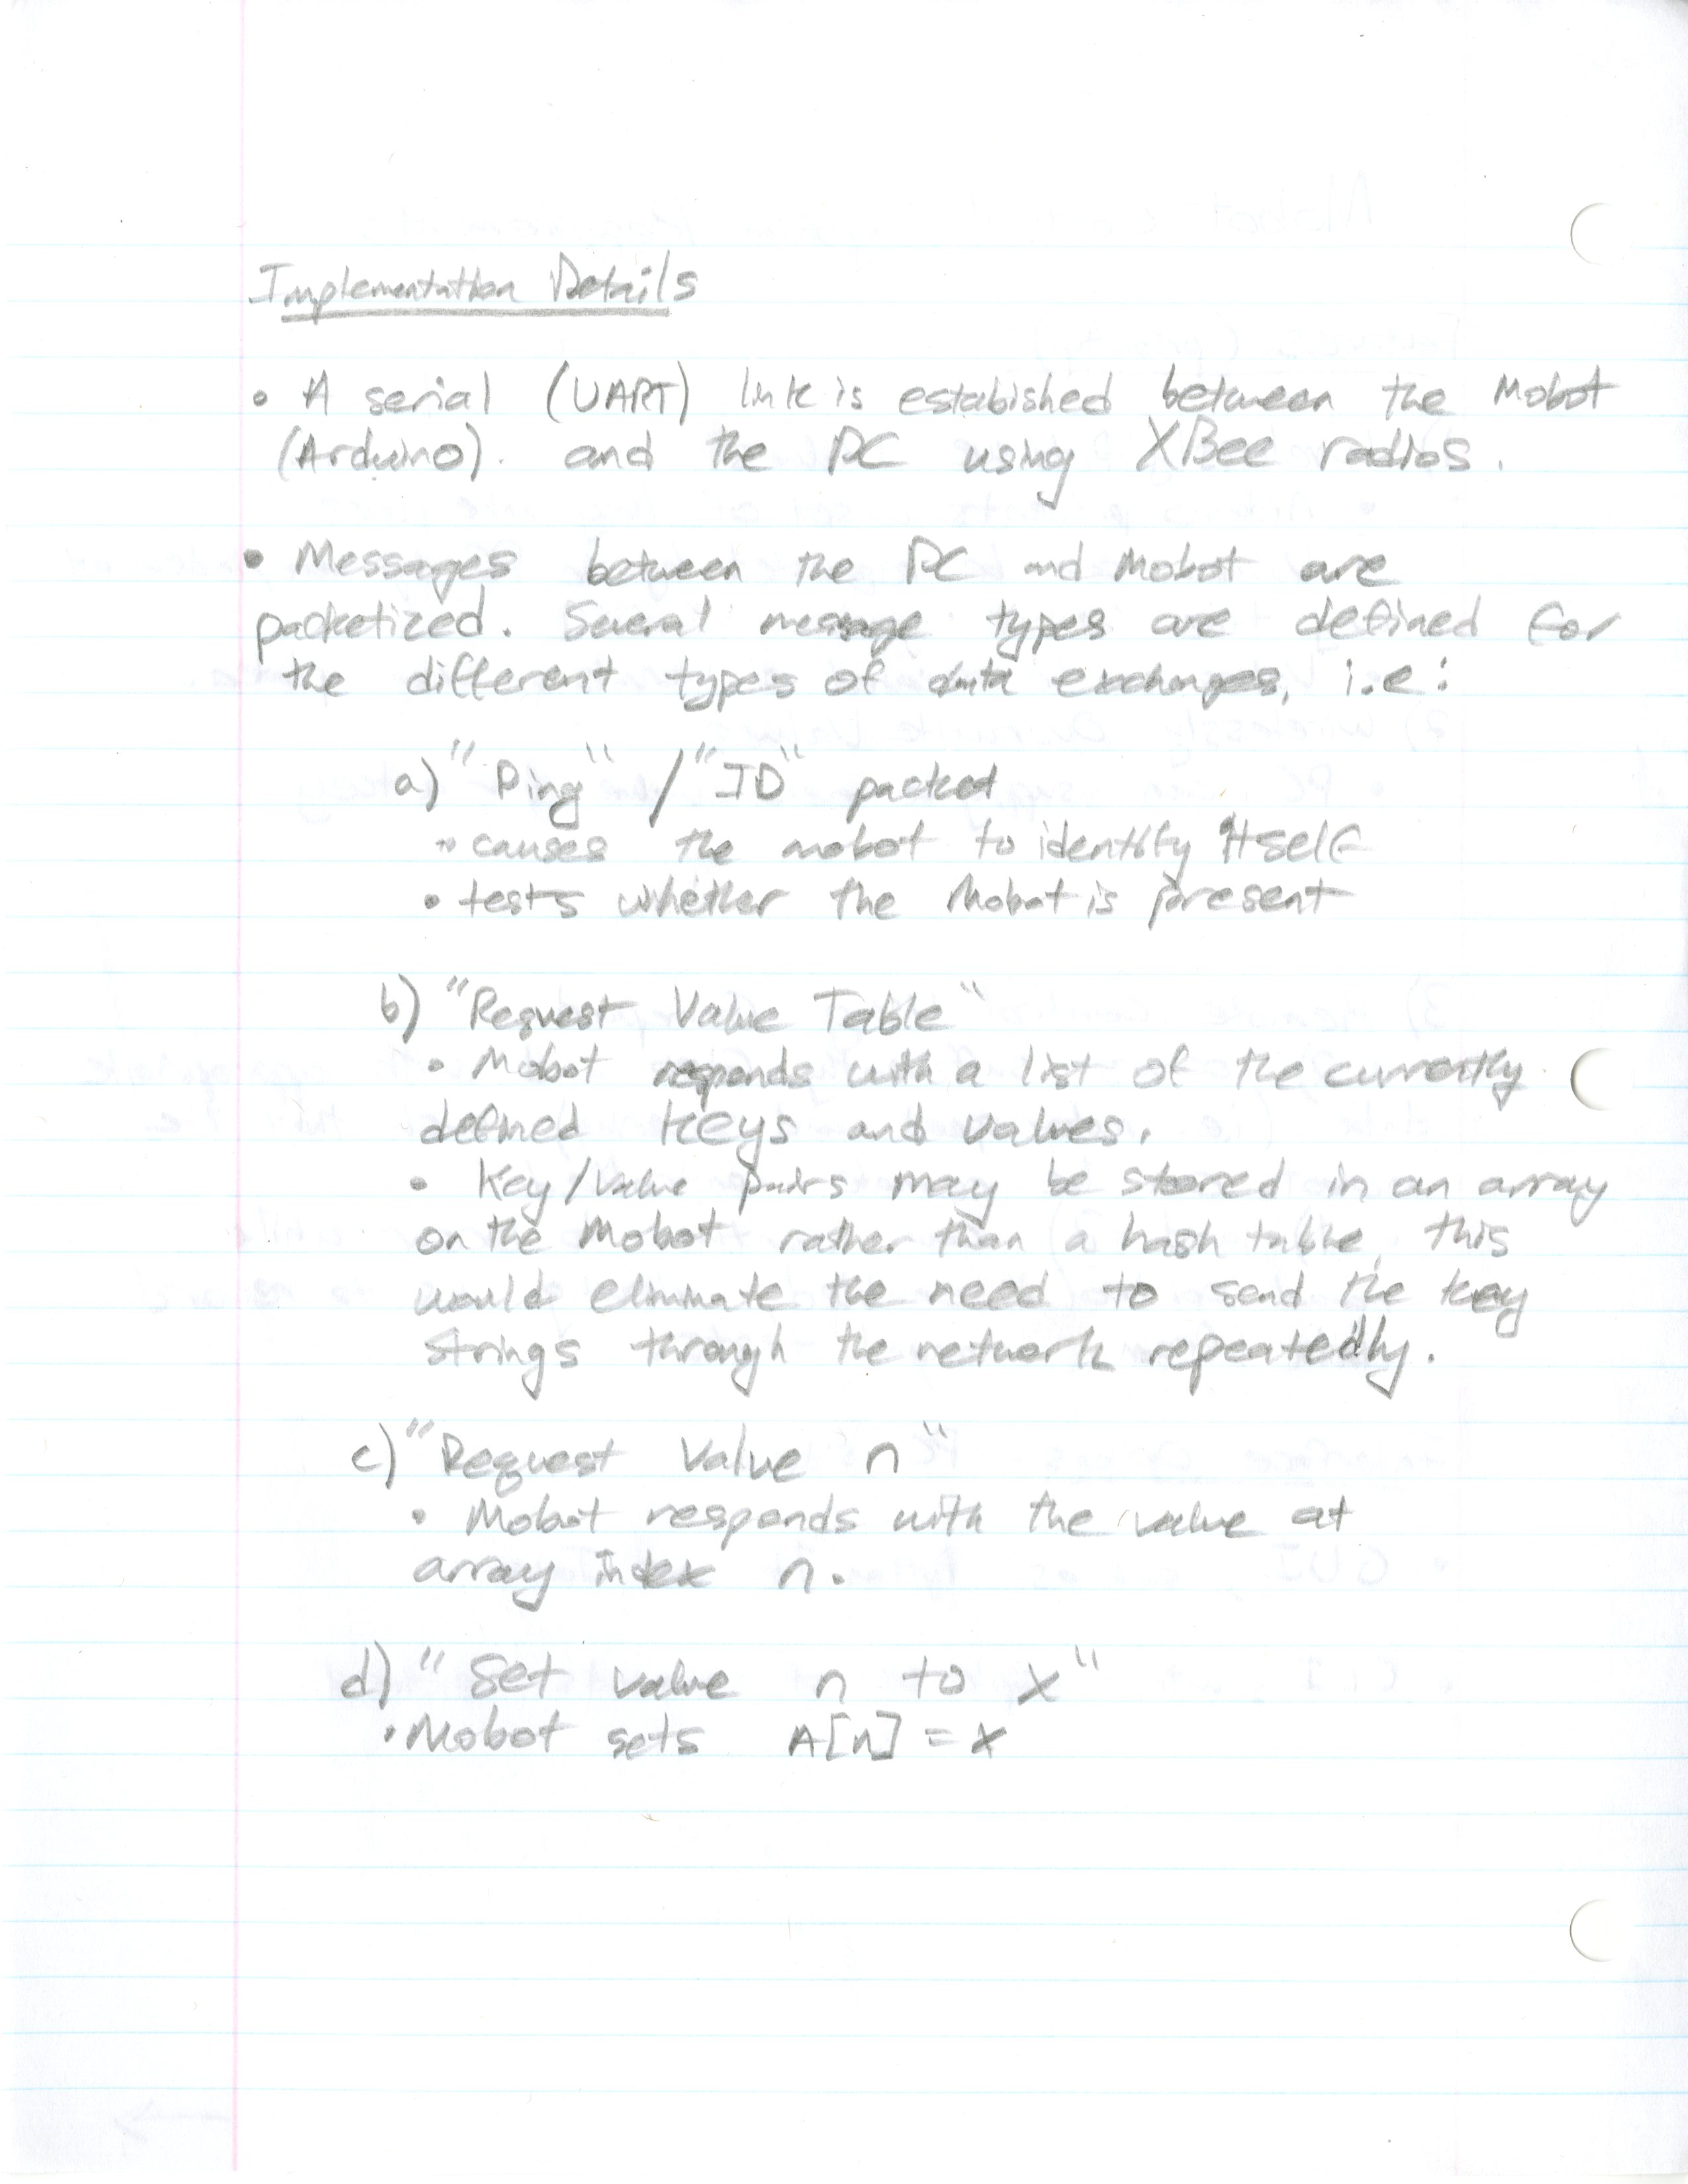 Implementation Details
• A serial (UART) link is estabished between the Mobot
(Arduino). and the PC using XBee radios.
• Messages between the PC and Mobot are
packetized. Several message types are defined for
the different types of data exchanges, i.e:
a) "Ping" / "ID" packet
• causes the mobot to identify itself
• tests whether the Mobot is present
b) "Request Value Table"
• Mobot responds with a list of the currently
defined keys and values.
• Key/Value pairs may be stored in an array
on the Mobot rather than a hash table, this
would eliminate the need to send the key
strings through the network repeatedly.
c) "Request Value n"
• Mobot responds with the value at
array index n.
d) "Set value n to x"
• Mobot sets A[n] = x